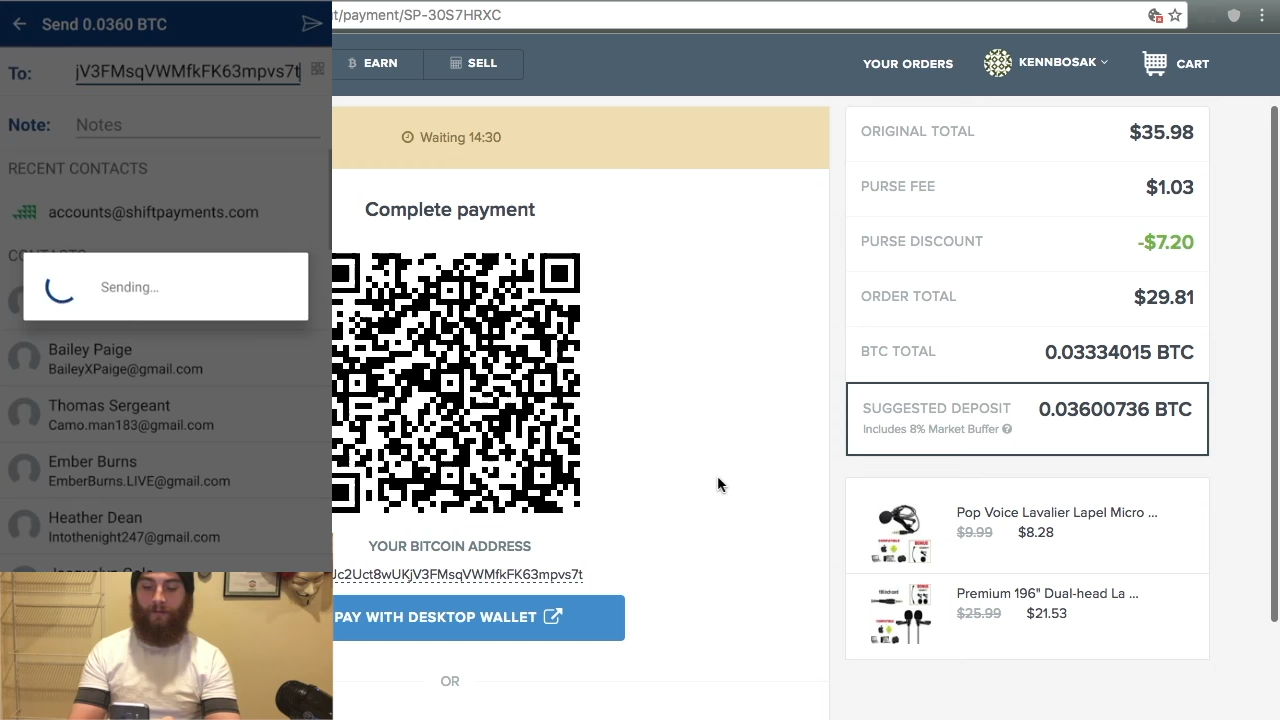 Send 0.0360 BTC
To: jV3FMsqVWMfkFK63mpvs7t
Note: Notes
RECENT CONTACTS
accounts@shiftpayments.com
CONTACTS
Sending...
Bailey Paige
BaileyXPaige@gmail.com
Thomas Sergeant
Camo.man183@gmail.com
Ember Burns
EmberBurns.LIVE@gmail.com
Heather Dean
Intothenight247@gmail.com
t/payment/SP-30S7HRXC
EARN
SELL
YOUR ORDERS
KENNBOSAK
CART
Waiting 14:30
Complete payment
YOUR BITCOIN ADDRESS
Jc2Uct8wUKjV3FMsqVWMfkFK63mpvs7t
PAY WITH DESKTOP WALLET
OR
ORIGINAL TOTAL $35.98
PURSE FEE $1.03
PURSE DISCOUNT -$7.20
ORDER TOTAL $29.81
BTC TOTAL 0.03334015 BTC
SUGGESTED DEPOSIT 0.03600736 BTC
Includes 8% Market Buffer
Pop Voice Lavalier Lapel Micro ...
$9.99 $8.28
Premium 196" Dual-head La ...
$25.99 $21.53